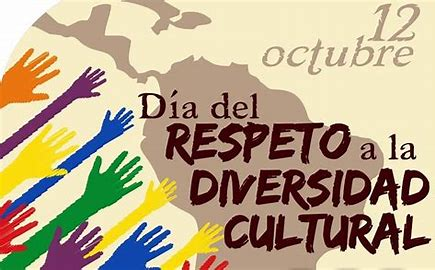 12
octubre
Día del
RESPETO a la
DIVERSIDAD
CULTURAL